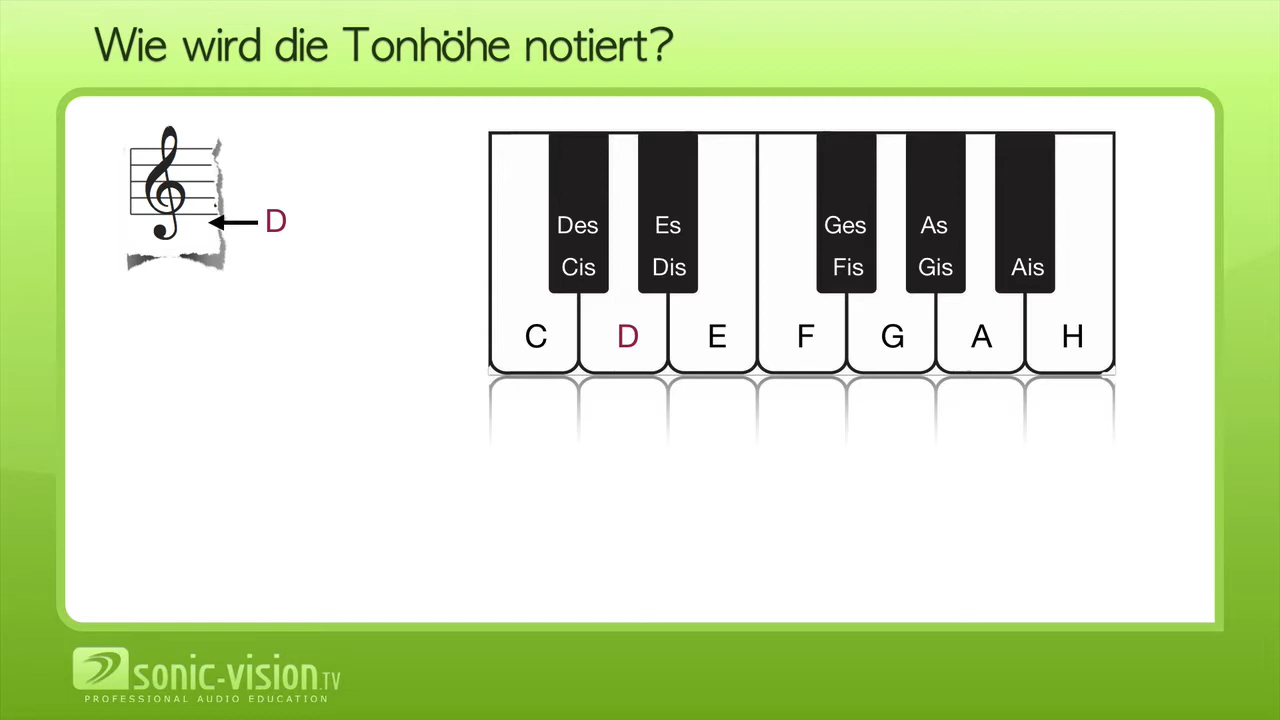 Wie wird die Tonhöhe notiert?
D
Des Es Ges As
Cis Dis Fis Gis Ais
C D E F G A H
sonic-vision.TV
PROFESSIONAL AUDIO EDUCATION